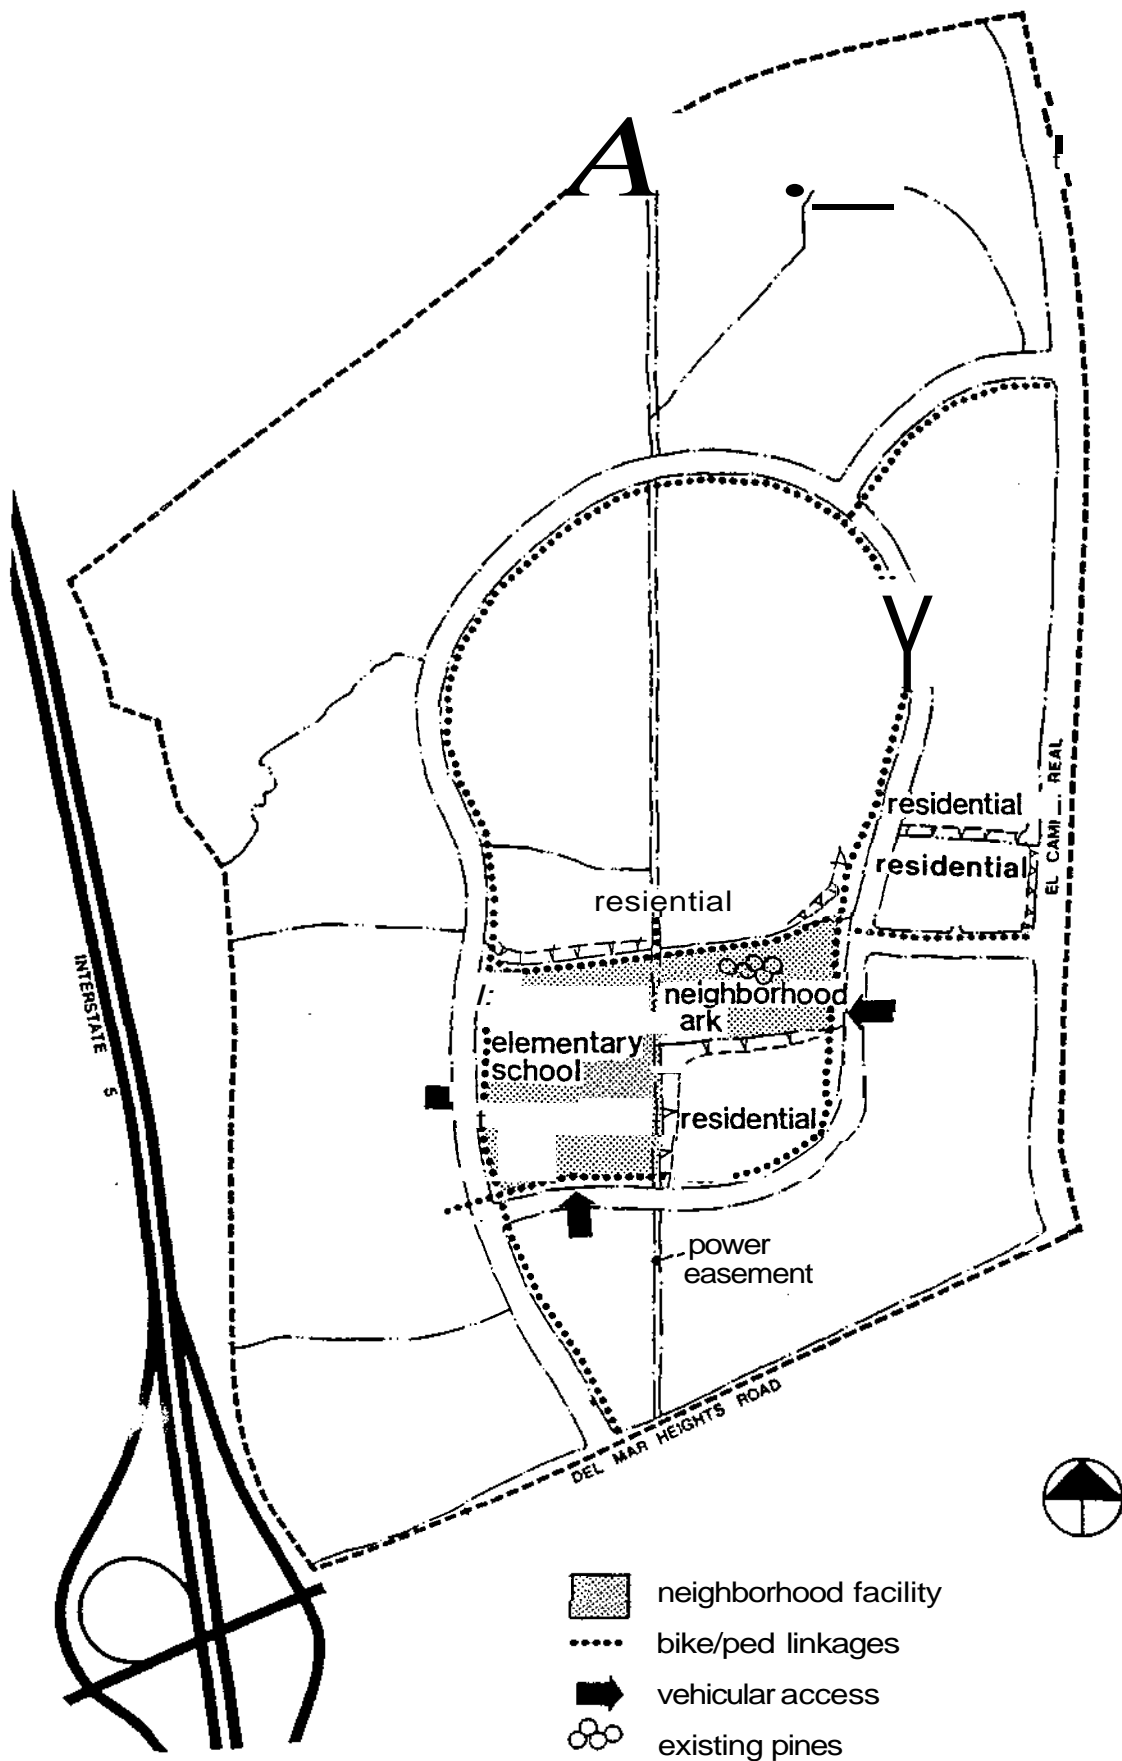 A
Y
residential
residential
EL CAMI REAL
resiential
neighborhood
ark
elementary
school
residential
INTERSTATE 5
power
easement
DEL MAR HEIGHTS ROAD
neighborhood facility
bike/ped linkages
vehicular access
existing pines